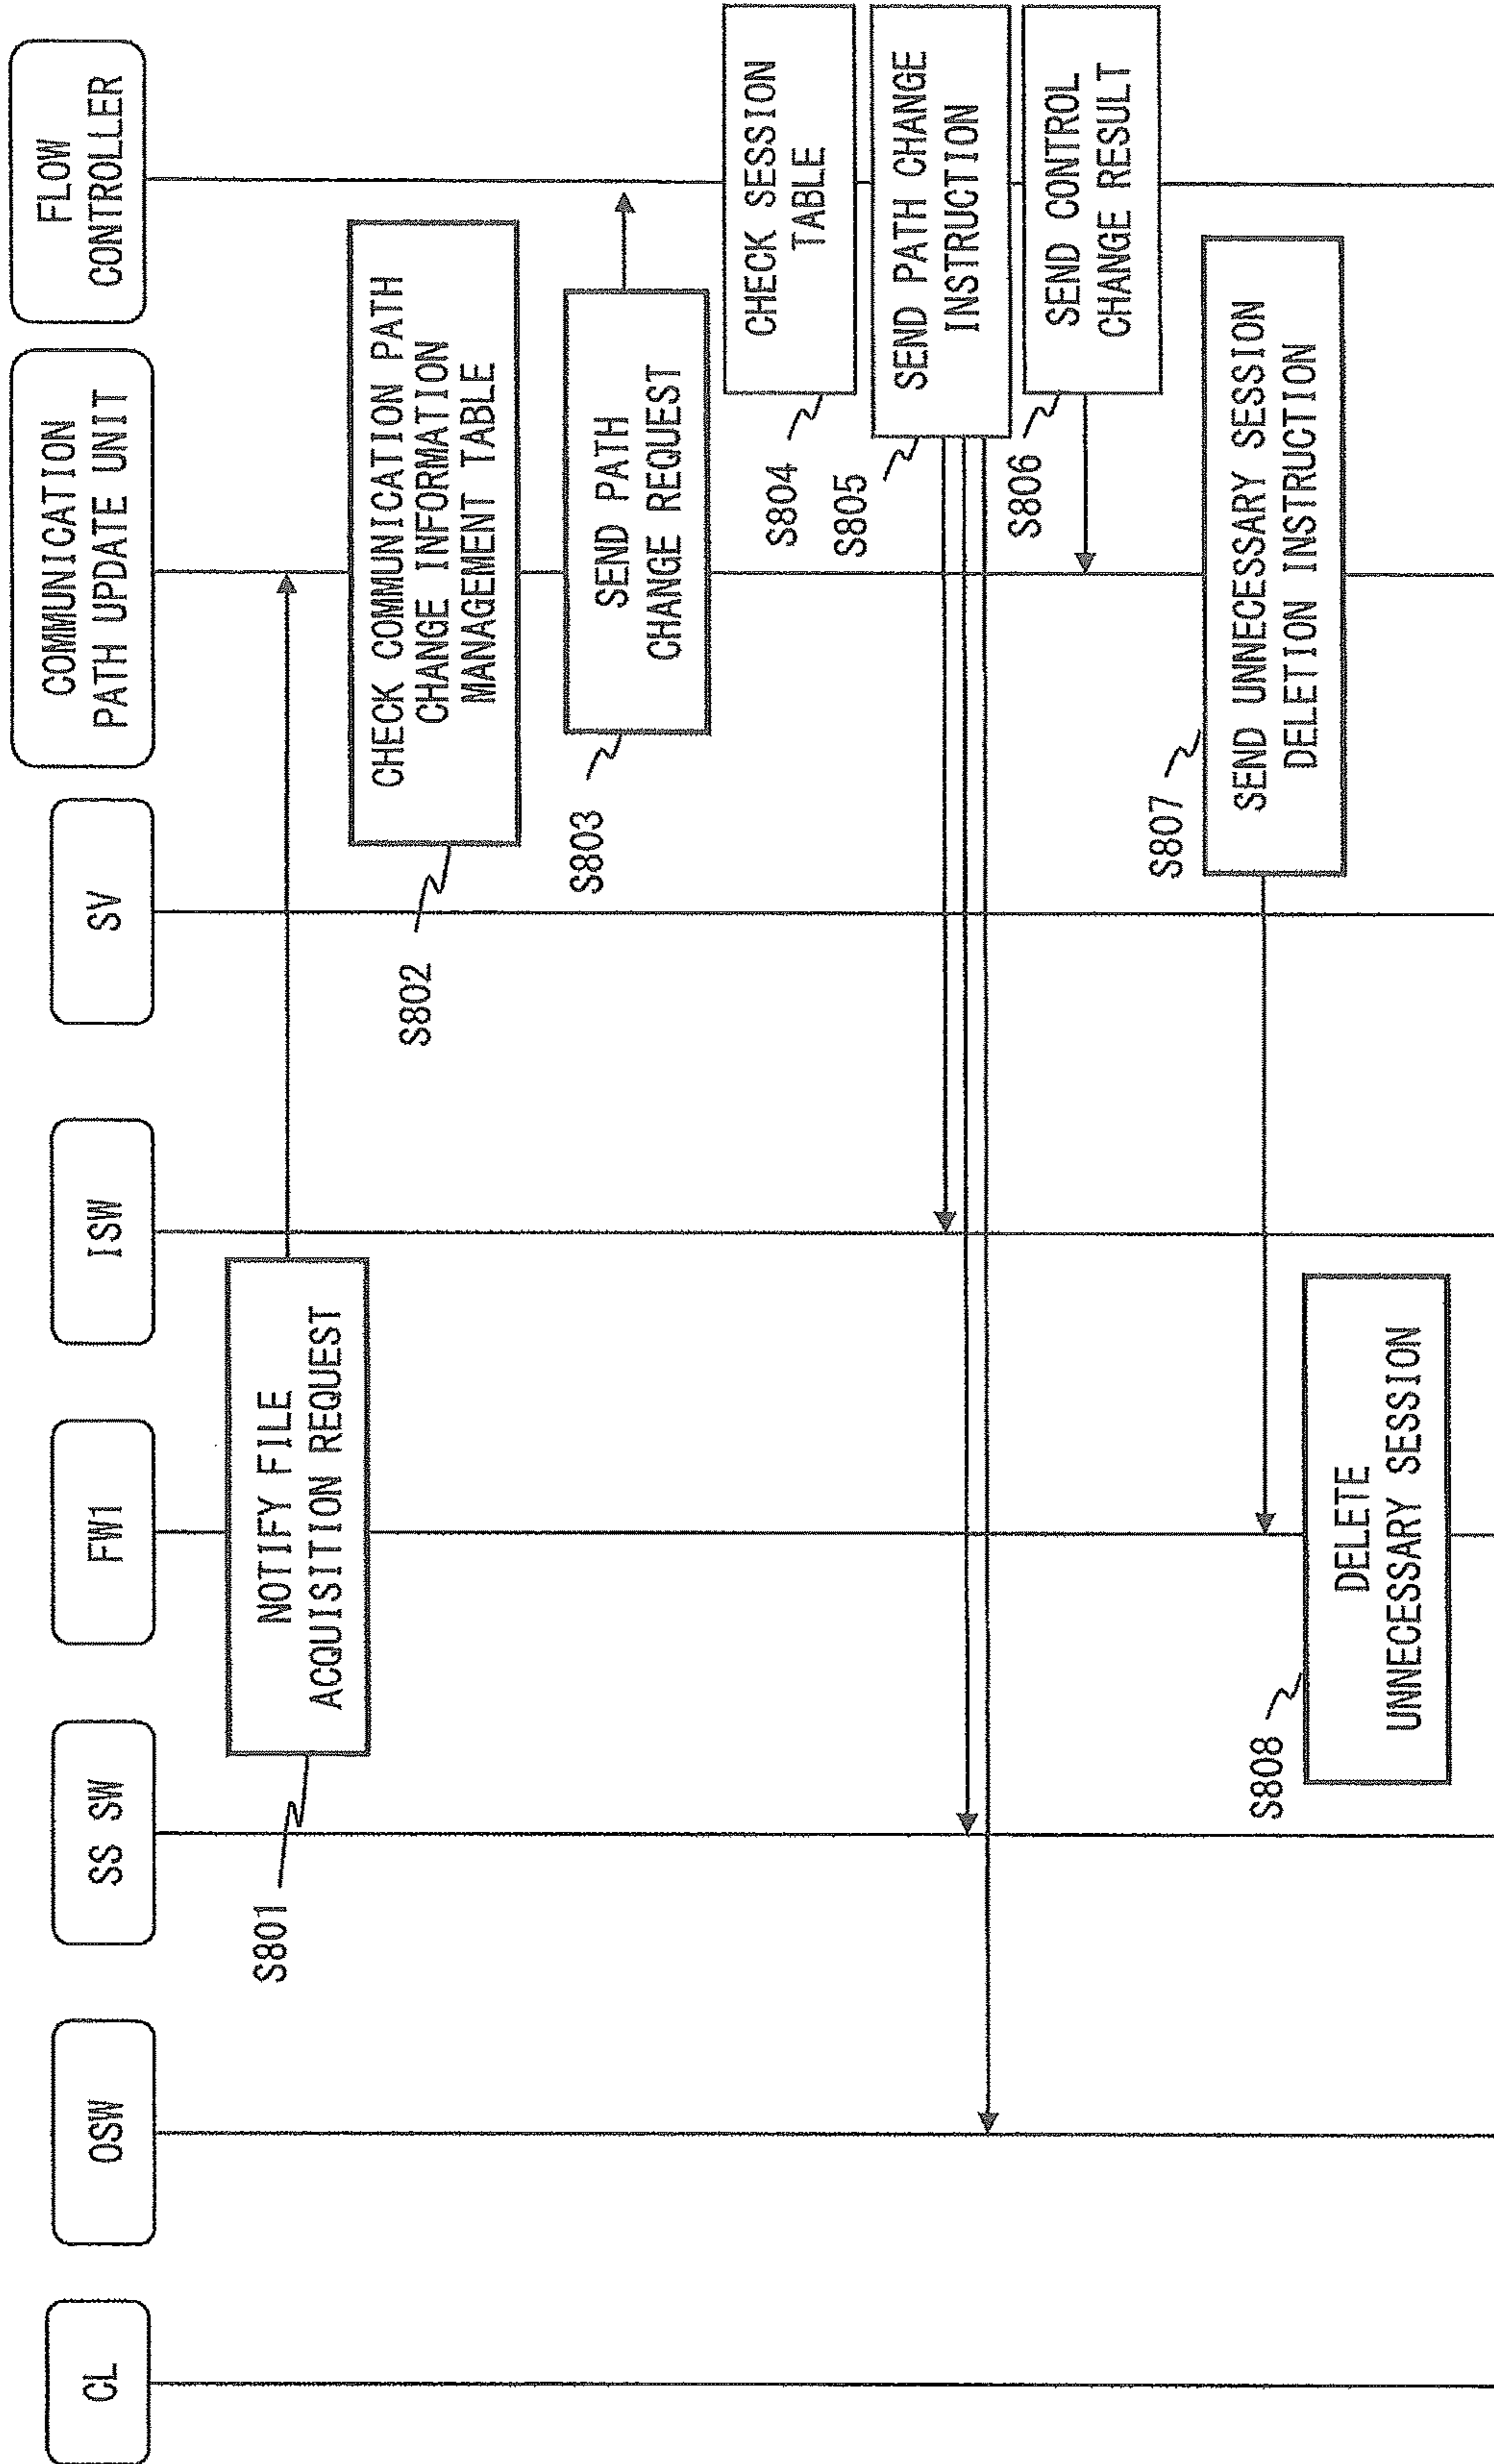 CL
OSW
SS SW
FW1
ISW
SV
COMMUNICATION
PATH UPDATE UNIT
FLOW
CONTROLLER
S801
NOTIFY FILE
ACQUISITION REQUEST
S802
CHECK COMMUNICATION PATH
CHANGE INFORMATION
MANAGEMENT TABLE
S803
SEND PATH
CHANGE REQUEST
S804
CHECK SESSION
TABLE
S805
SEND PATH CHANGE
INSTRUCTION
S806
SEND CONTROL
CHANGE RESULT
S807
SEND UNNECESSARY SESSION
DELETION INSTRUCTION
S808
DELETE
UNNECESSARY SESSION